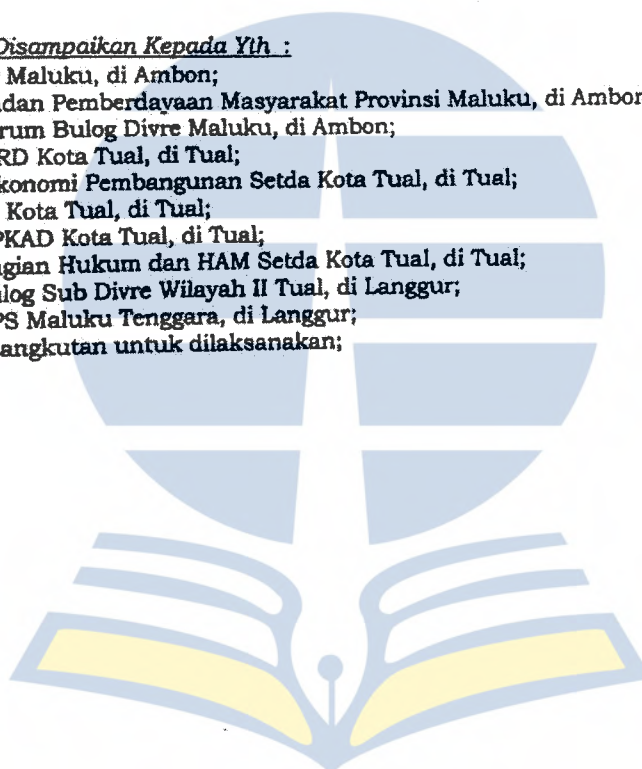 Disampaikan Kepada Yth :
Maluku, di Ambon;
adan Pemberdayaan Masyarakat Provinsi Maluku, di Ambon
rum Bulog Divre Maluku, di Ambon;
RD Kota Tual, di Tual;
konomi Pembangunan Setda Kota Tual, di Tual;
Kota Tual, di Tual;
PKAD Kota Tual, di Tual;
agian Hukum dan HAM Setda Kota Tual, di Tual;
ulog Sub Divre Wilayah II Tual, di Langgur;
PS Maluku Tenggara, di Langgur;
angkutan untuk dilaksanakan;